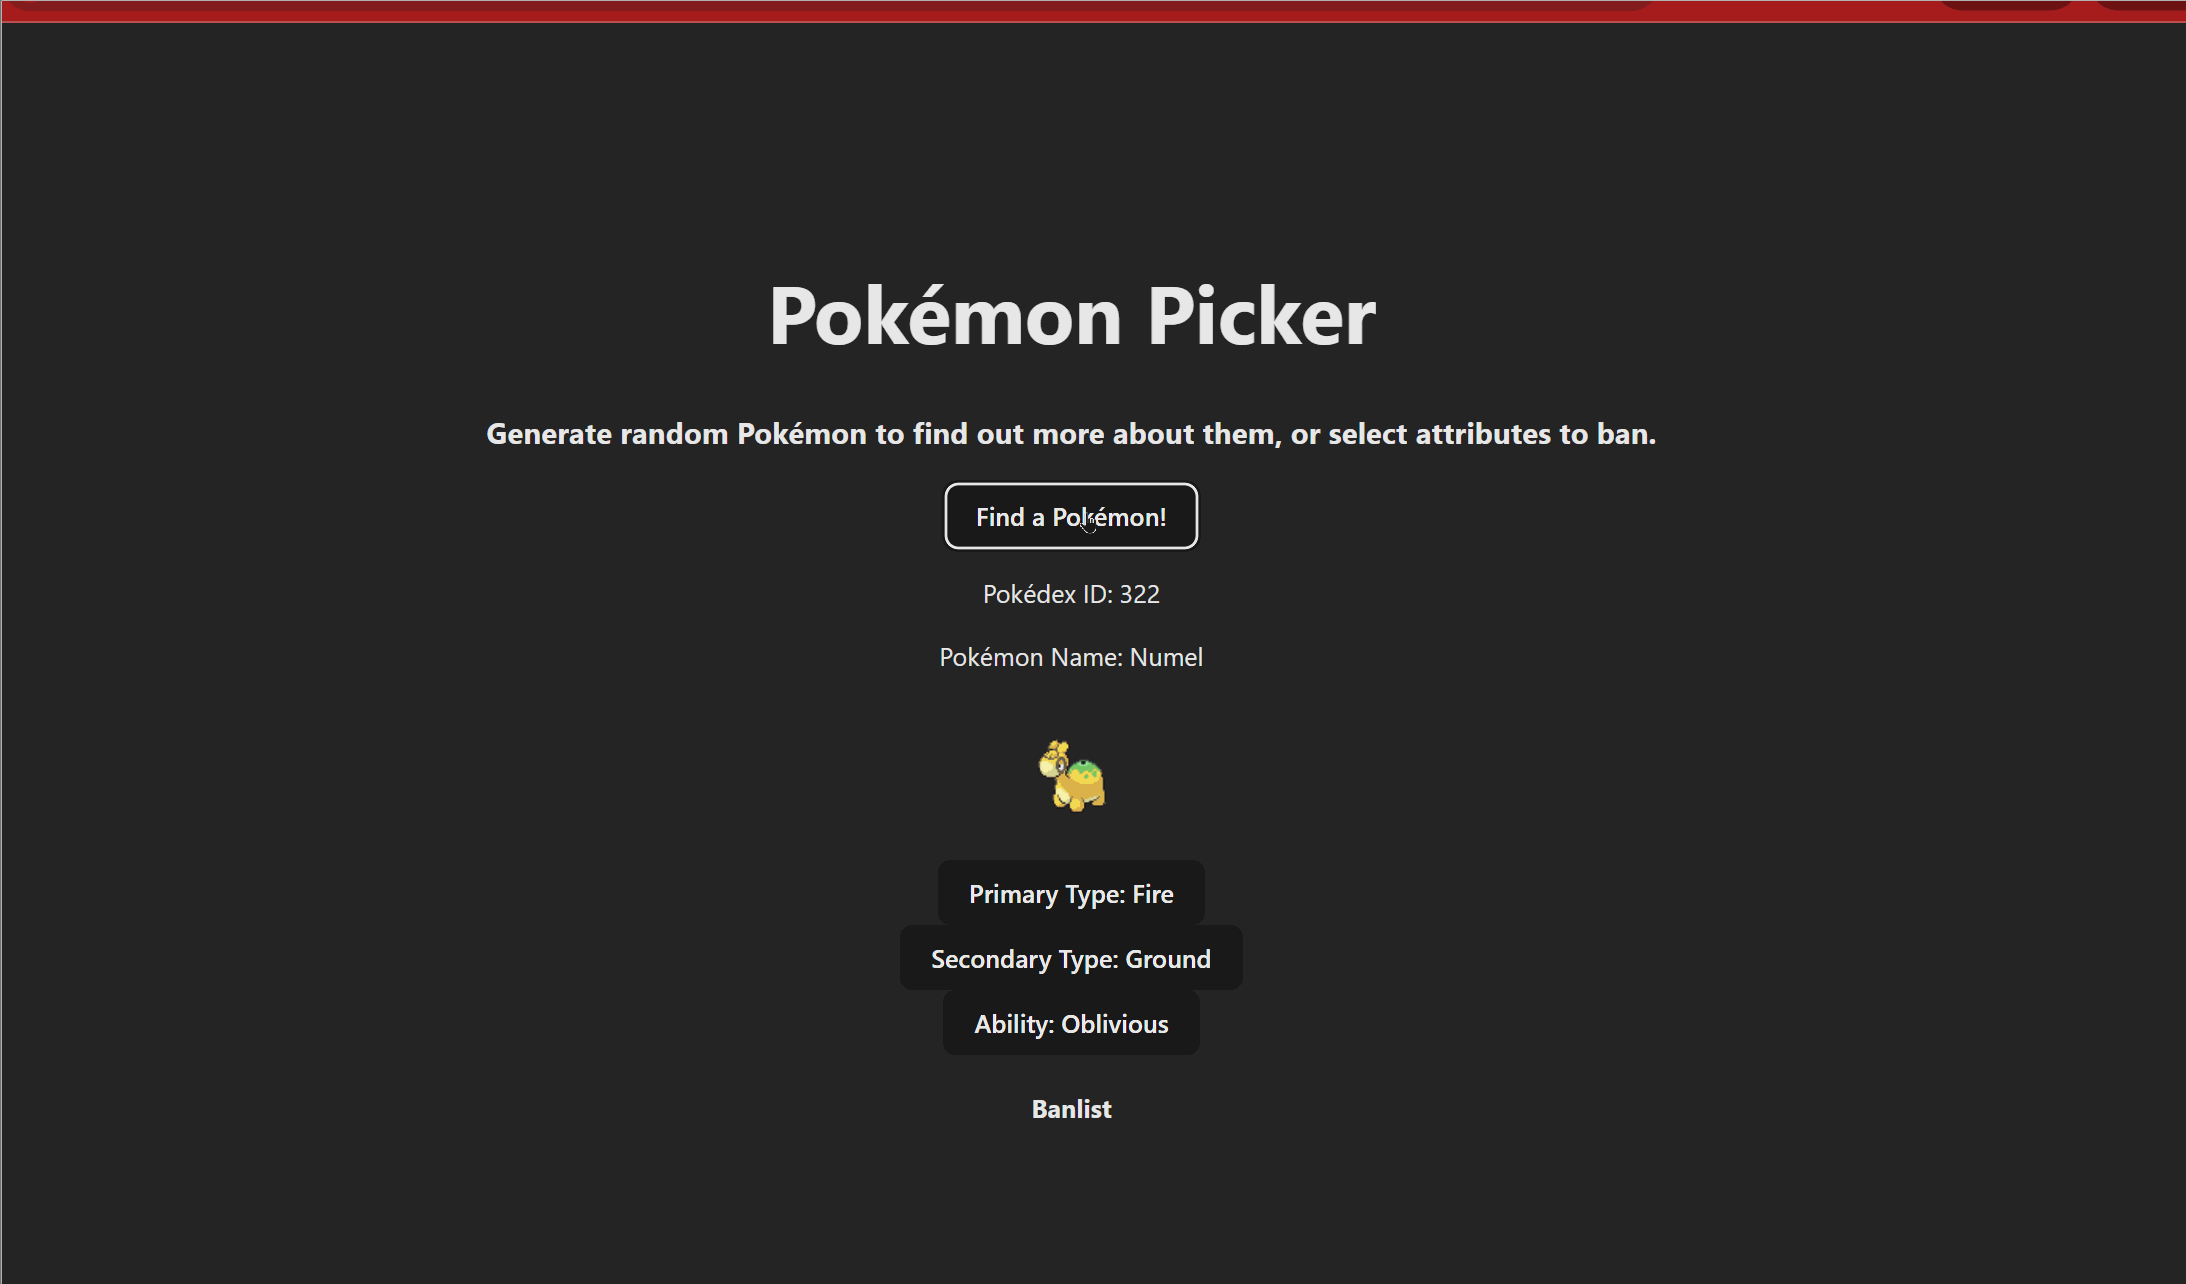 Pokémon Picker
Generate random Pokémon to find out more about them, or select attributes to ban.
Find a Pokémon!
Pokédex ID: 322
Pokémon Name: Numel
Primary Type: Fire
Secondary Type: Ground
Ability: Oblivious
Banlist